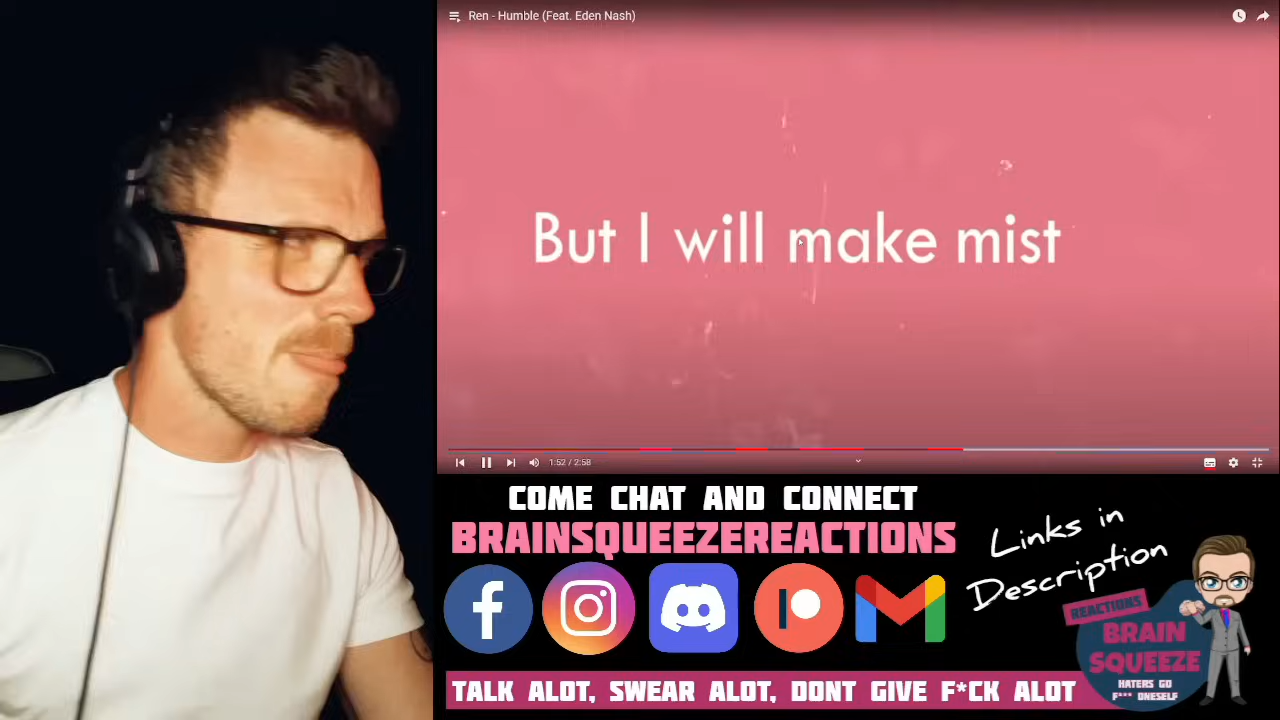 Ren - Humble (Feat. Eden Nash)
But I will make mist
1:52 / 2:58
COME CHAT AND CONNECT
BRAINSQUEEZEREACTIONS
Links in
Description
REACTIONS
BRAIN
SQUEEZE
HATERS GO
F*** ONESELF
TALK ALOT, SWEAR ALOT, DONT GIVE F*CK ALOT